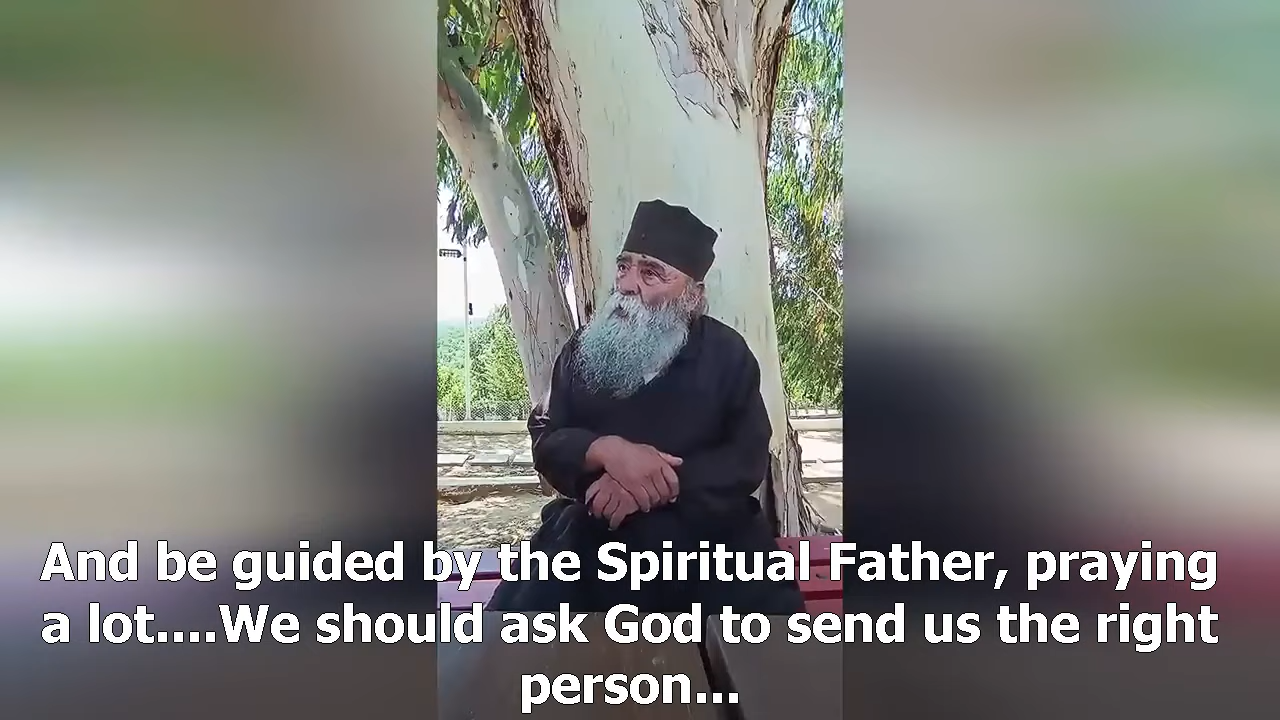 And be guided by the Spiritual Father, praying
a lot....We should ask God to send us the right
person...